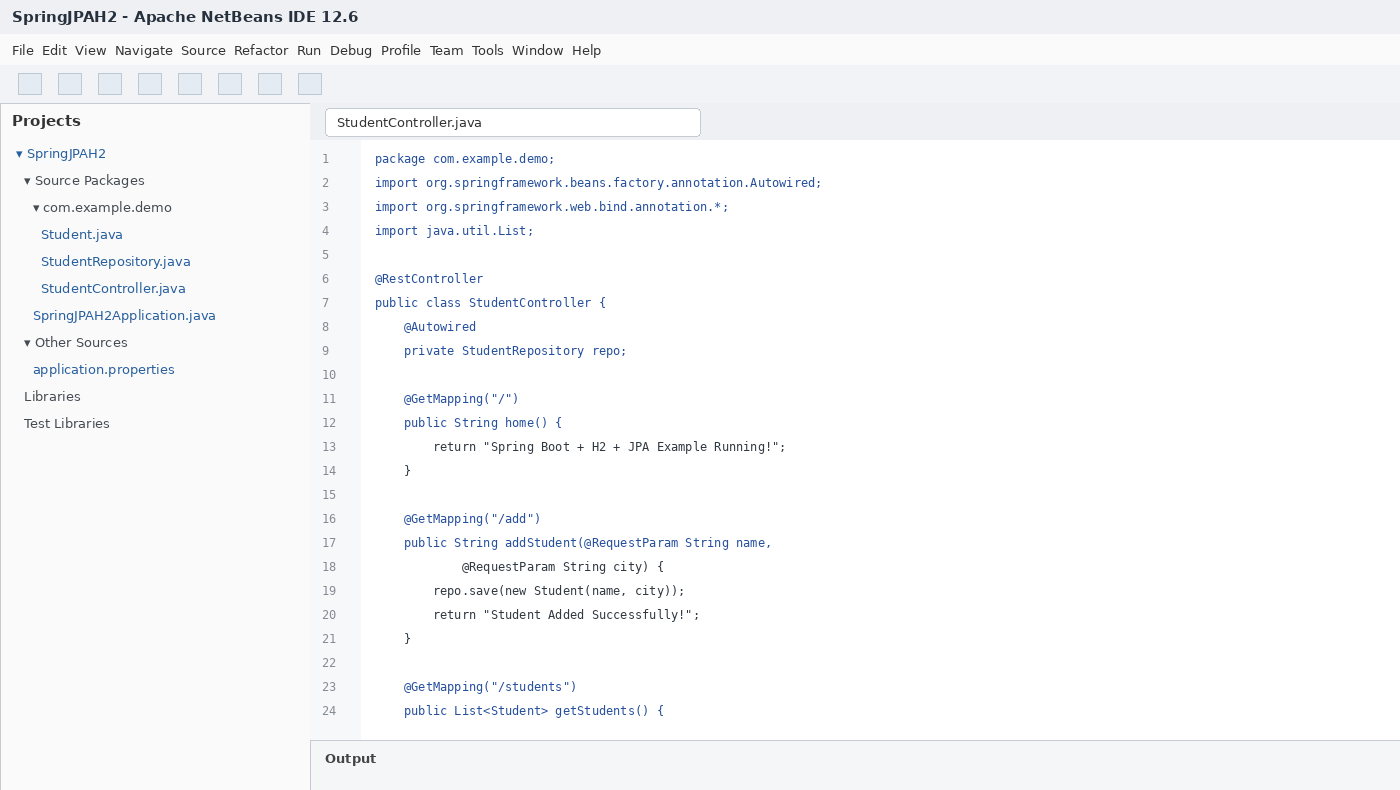 SpringJPAH2 - Apache NetBeans IDE 12.6
File Edit View Navigate Source Refactor Run Debug Profile Team Tools Window Help
Projects
▾ SpringJPAH2
▾ Source Packages
▾ com.example.demo
Student.java
StudentRepository.java
StudentController.java
SpringJPAH2Application.java
▾ Other Sources
application.properties
Libraries
Test Libraries
StudentController.java
1 package com.example.demo;
2 import org.springframework.beans.factory.annotation.Autowired;
3 import org.springframework.web.bind.annotation.*;
4 import java.util.List;
5
6 @RestController
7 public class StudentController {
8     @Autowired
9     private StudentRepository repo;
10
11     @GetMapping("/")
12     public String home() {
13         return "Spring Boot + H2 + JPA Example Running!";
14     }
15
16     @GetMapping("/add")
17     public String addStudent(@RequestParam String name,
18             @RequestParam String city) {
19         repo.save(new Student(name, city));
20         return "Student Added Successfully!";
21     }
22
23     @GetMapping("/students")
24     public List<Student> getStudents() {
Output